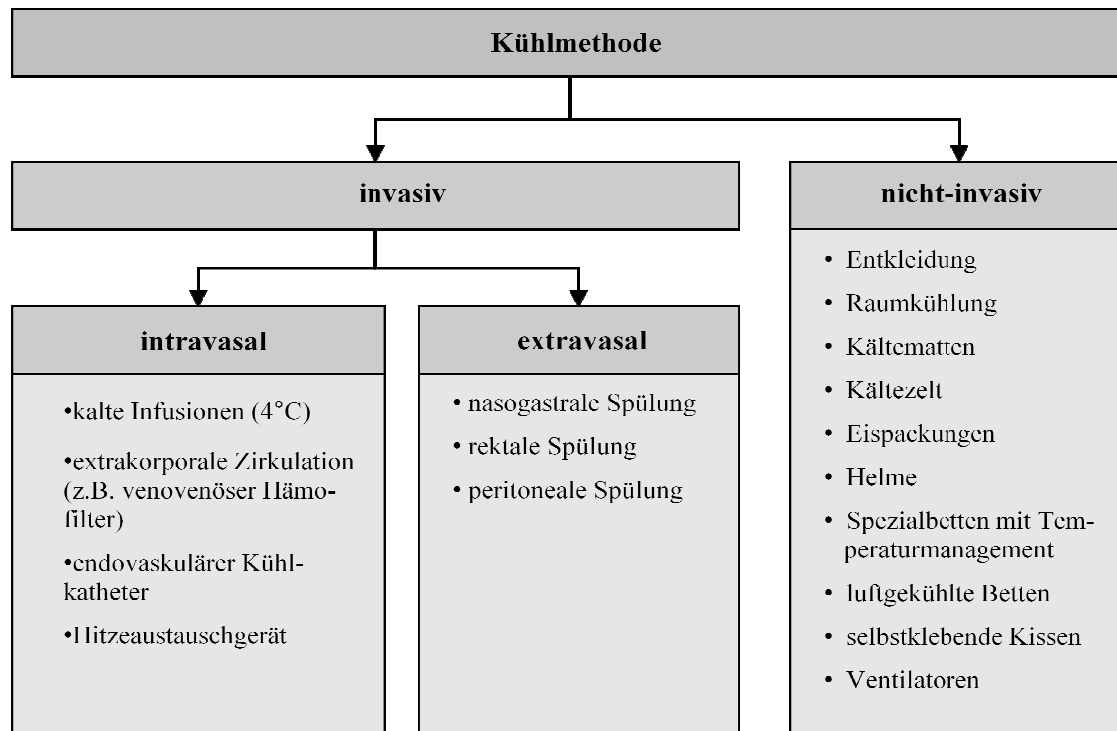 Kühlmethode
invasiv
intravasal
•kalte Infusionen (4°C)
•extrakorporale Zirkulation
(z.B. venovenöser Hämo-
filter)
•endovaskulärer Kühl-
katheter
•Hitzeaustauschgerät
extravasal
• nasogastrale Spülung
• rektale Spülung
• peritoneale Spülung
nicht-invasiv
• Entkleidung
• Raumkühlung
• Kältematten
• Kältezelt
• Eispackungen
• Helme
• Spezialbetten mit Tem-
peraturmanagement
• luftgekühlte Betten
• selbstklebende Kissen
• Ventilatoren